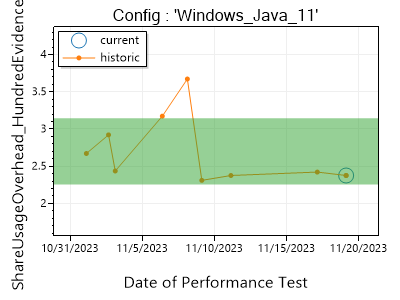 Config : 'Windows_Java_11'
current
historic
ShareUsageOverhead_HundredEvidence
4
3.5
3
2.5
2
10/31/2023
11/5/2023
11/10/2023
11/15/2023
11/20/2023
Date of Performance Test